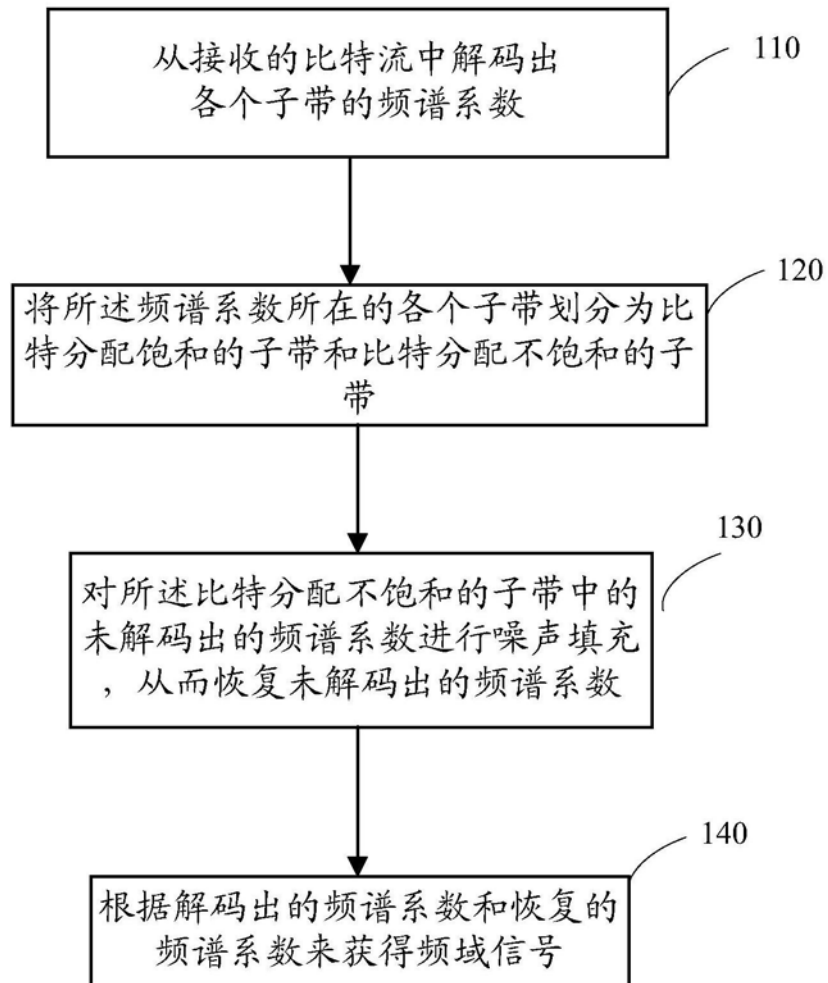 从接收的比特流中解码出
各个子带的频谱系数
110
将所述频谱系数所在的各个子带划分为比
特分配饱和的子带和比特分配不饱和的子
带
120
对所述比特分配不饱和的子带中的
未解码出的频谱系数进行噪声填充
，从而恢复未解码出的频谱系数
130
根据解码出的频谱系数和恢复的
频谱系数来获得频域信号
140